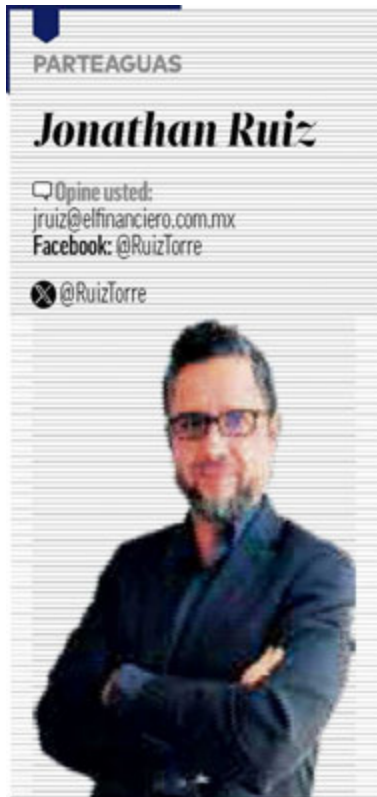 PARTEAGUAS
Jonathan Ruiz
Opine usted:
jruiz@elfinanciero.com.mx
Facebook: @RuizTorre
X @RuizTorre